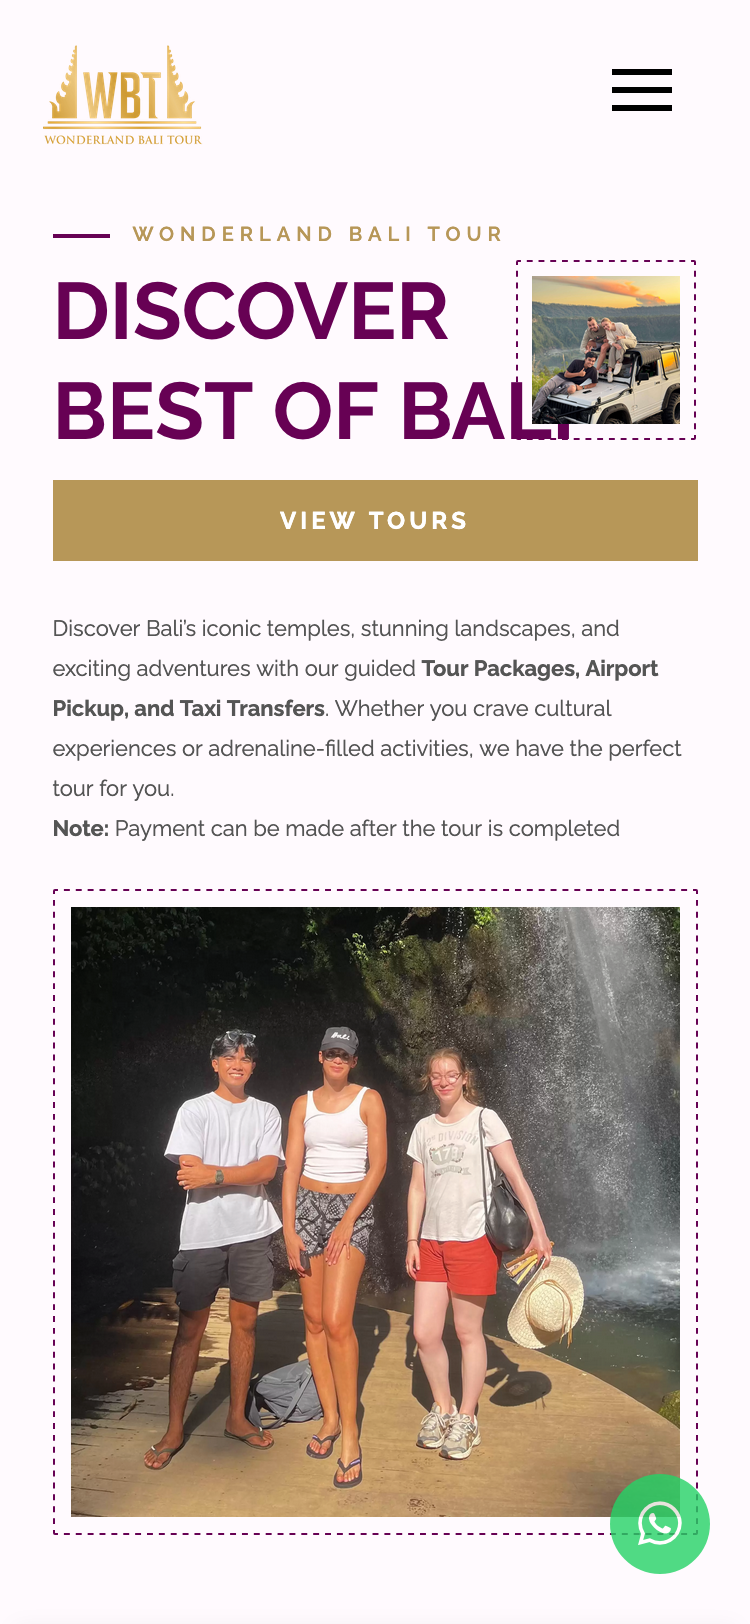 WBT
WONDERLAND BALI TOUR
WONDERLAND BALI TOUR
DISCOVER
BEST OF BALI
VIEW TOURS
Discover Bali’s iconic temples, stunning landscapes, and
exciting adventures with our guided Tour Packages, Airport
Pickup, and Taxi Transfers. Whether you crave cultural
experiences or adrenaline-filled activities, we have the perfect
tour for you.
Note: Payment can be made after the tour is completed
Bali
DIVISION
173